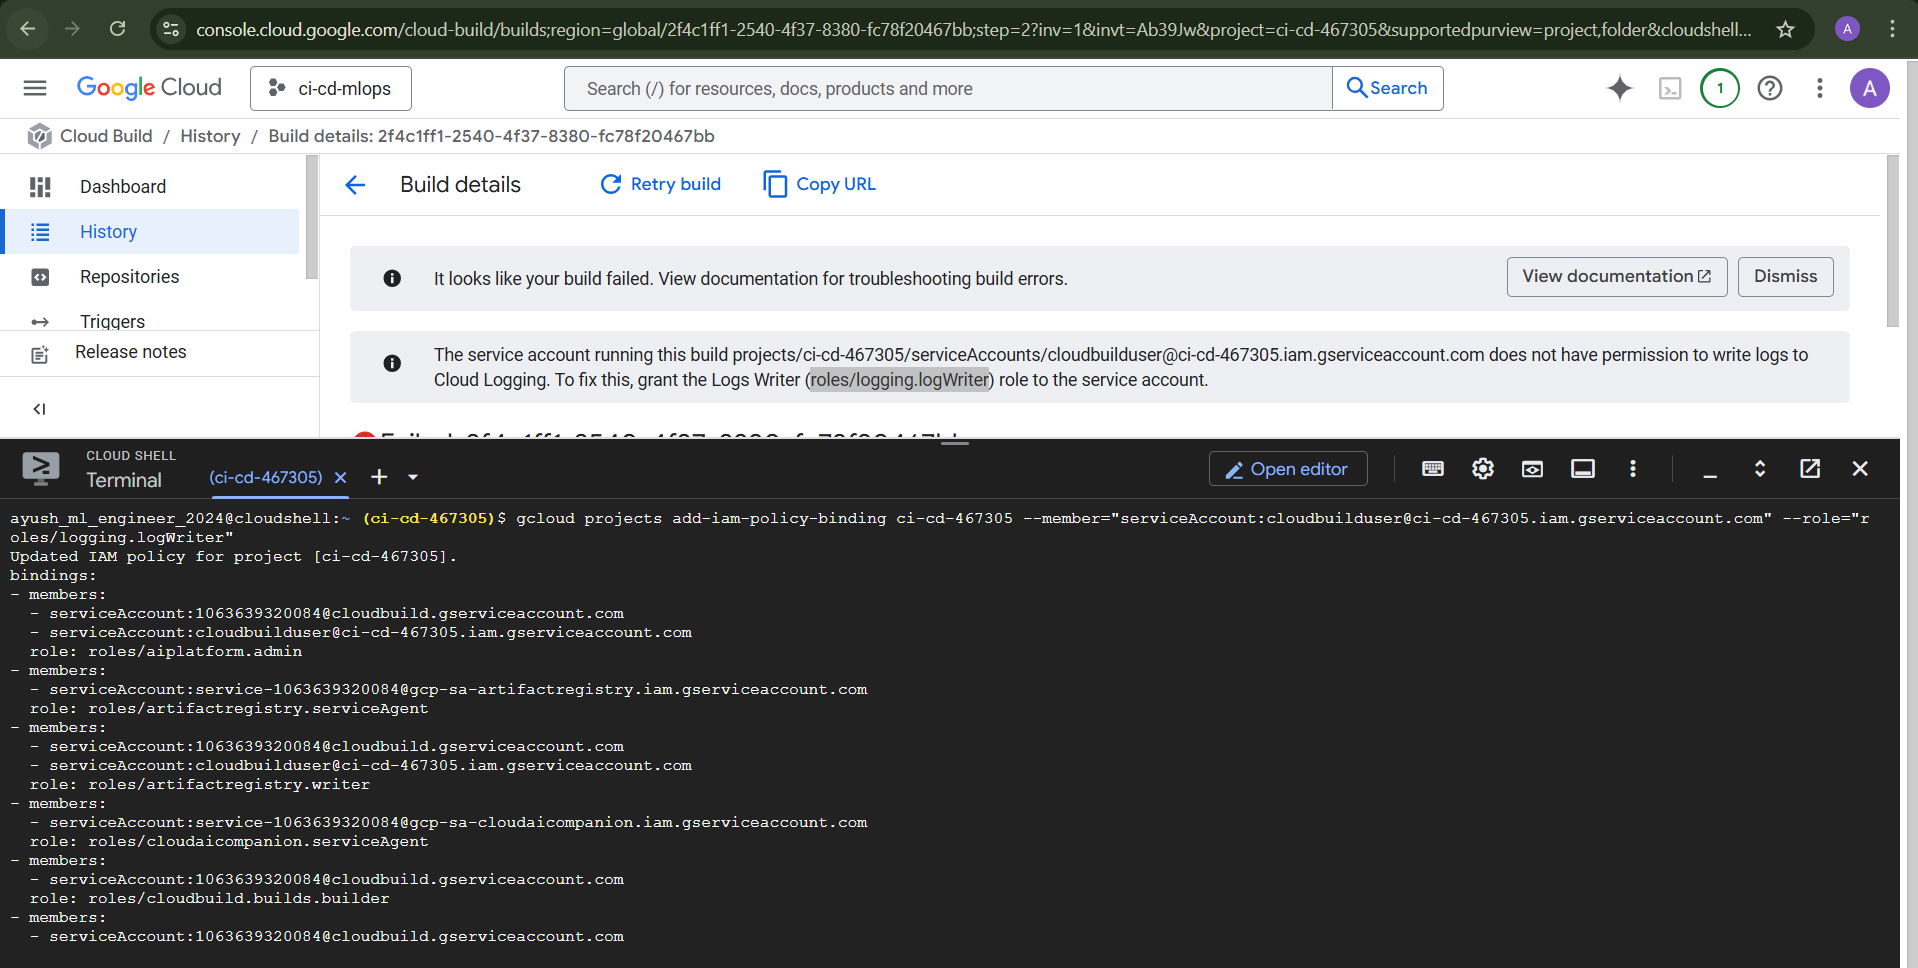 console.cloud.google.com/cloud-build/builds;region=global/2f4c1ff1-2540-4f37-8380-fc78f20467bb;step=2?inv=1&invt=Ab39Jw&project=ci-cd-467305&supportedpurview=project,folder&cloudshell...
A
Google Cloud
ci-cd-mlops
Search (/) for resources, docs, products and more
Search
1
A
Cloud Build / History / Build details: 2f4c1ff1-2540-4f37-8380-fc78f20467bb
Dashboard
History
Repositories
Triggers
Release notes
Build details
Retry build
Copy URL
It looks like your build failed. View documentation for troubleshooting build errors.
View documentation
Dismiss
The service account running this build projects/ci-cd-467305/serviceAccounts/cloudbuilduser@ci-cd-467305.iam.gserviceaccount.com does not have permission to write logs to
Cloud Logging. To fix this, grant the Logs Writer (roles/logging.logWriter) role to the service account.
CLOUD SHELL
Terminal
(ci-cd-467305)
Open editor
ayush_ml_engineer_2024@cloudshell:~ (ci-cd-467305)$ gcloud projects add-iam-policy-binding ci-cd-467305 --member="serviceAccount:cloudbuilduser@ci-cd-467305.iam.gserviceaccount.com" --role="r
oles/logging.logWriter"
Updated IAM policy for project [ci-cd-467305].
bindings:
- members:
  - serviceAccount:1063639320084@cloudbuild.gserviceaccount.com
  - serviceAccount:cloudbuilduser@ci-cd-467305.iam.gserviceaccount.com
  role: roles/aiplatform.admin
- members:
  - serviceAccount:service-1063639320084@gcp-sa-artifactregistry.iam.gserviceaccount.com
  role: roles/artifactregistry.serviceAgent
- members:
  - serviceAccount:1063639320084@cloudbuild.gserviceaccount.com
  - serviceAccount:cloudbuilduser@ci-cd-467305.iam.gserviceaccount.com
  role: roles/artifactregistry.writer
- members:
  - serviceAccount:service-1063639320084@gcp-sa-cloudaicompanion.iam.gserviceaccount.com
  role: roles/cloudaicompanion.serviceAgent
- members:
  - serviceAccount:1063639320084@cloudbuild.gserviceaccount.com
  role: roles/cloudbuild.builds.builder
- members:
  - serviceAccount:1063639320084@cloudbuild.gserviceaccount.com